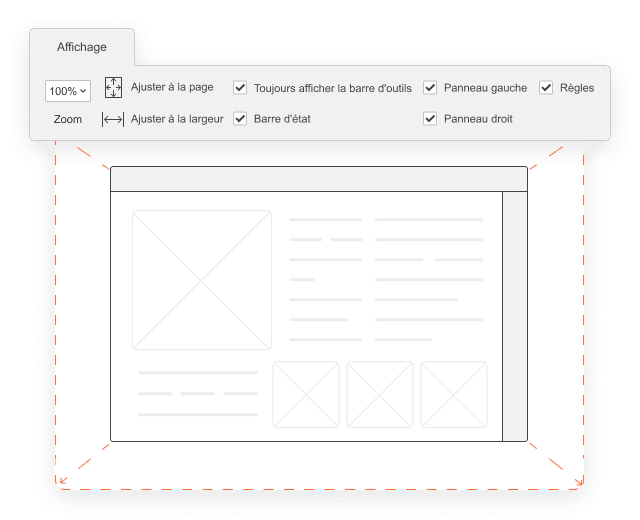 Affichage
100%
Ajuster à la page
Toujours afficher la barre d'outils
Panneau gauche
Règles
Zoom
Ajuster à la largeur
Barre d'état
Panneau droit